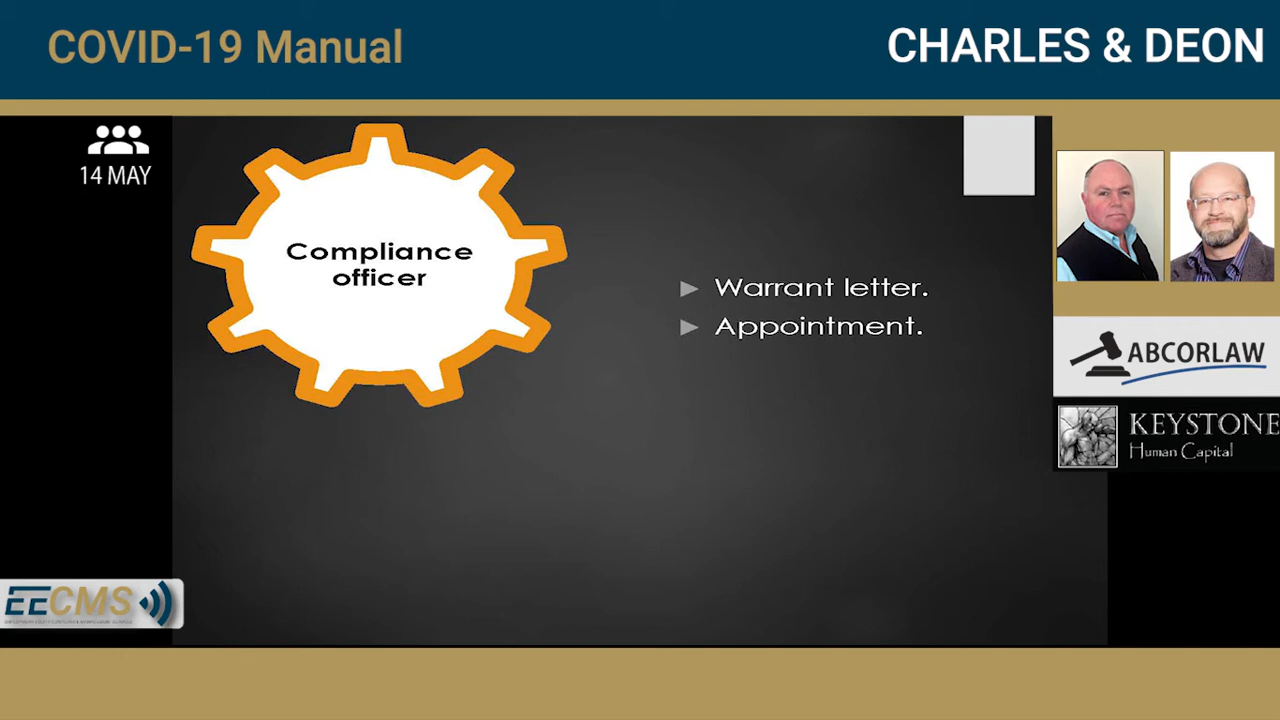 COVID-19 Manual
CHARLES & DEON
14 MAY
Compliance
officer
Warrant letter.
Appointment.
ABCORLAW
KEYSTONE
Human Capital
EECMS